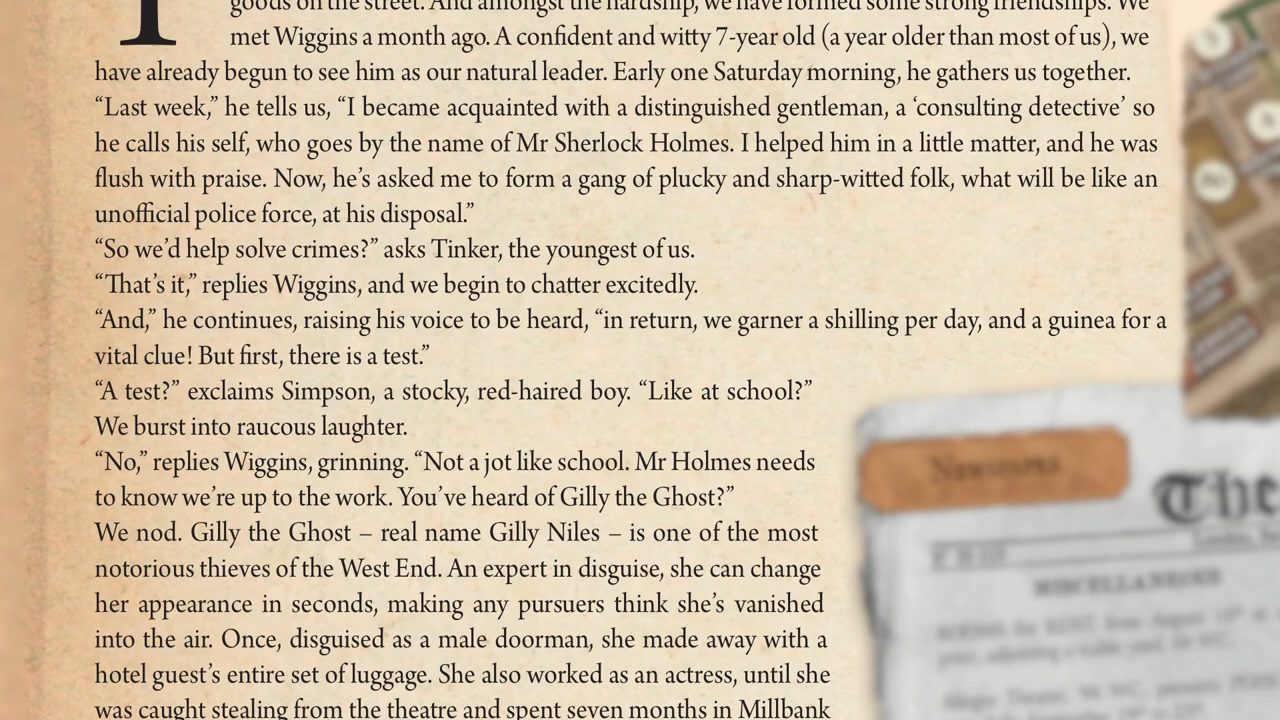 goods on the street. And amongst the hardship, we have formed some strong friendships. We
met Wiggins a month ago. A confident and witty 7-year old (a year older than most of us), we
have already begun to see him as our natural leader. Early one Saturday morning, he gathers us together.
“Last week,” he tells us, “I became acquainted with a distinguished gentleman, a ‘consulting detective’ so
he calls his self, who goes by the name of Mr Sherlock Holmes. I helped him in a little matter, and he was
flush with praise. Now, he’s asked me to form a gang of plucky and sharp-witted folk, what will be like an
unofficial police force, at his disposal.”
“So we’d help solve crimes?” asks Tinker, the youngest of us.
“That’s it,” replies Wiggins, and we begin to chatter excitedly.
“And,” he continues, raising his voice to be heard, “in return, we garner a shilling per day, and a guinea for a
vital clue! But first, there is a test.”
“A test?” exclaims Simpson, a stocky, red-haired boy. “Like at school?”
We burst into raucous laughter.
“No,” replies Wiggins, grinning. “Not a jot like school. Mr Holmes needs
to know we’re up to the work. You’ve heard of Gilly the Ghost?”
We nod. Gilly the Ghost – real name Gilly Niles – is one of the most
notorious thieves of the West End. An expert in disguise, she can change
her appearance in seconds, making any pursuers think she’s vanished
into the air. Once, disguised as a male doorman, she made away with a
hotel guest’s entire set of luggage. She also worked as an actress, until she
was caught stealing from the theatre and spent seven months in Millbank
Newspaper
The
MISCELLANEOUS